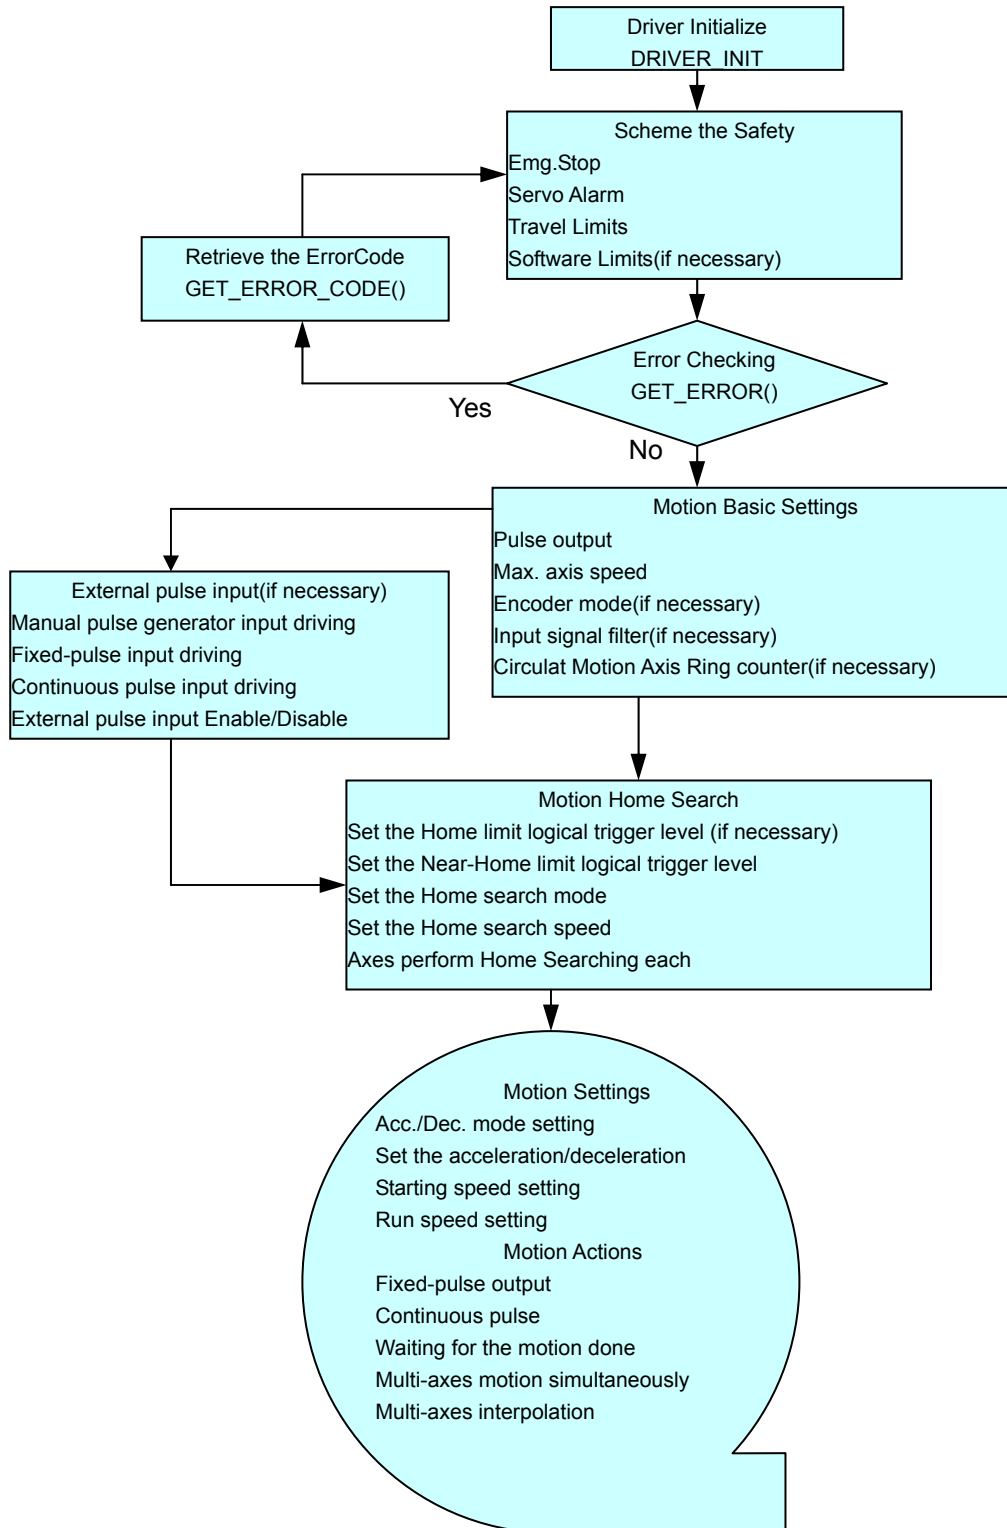 Driver Initialize
DRIVER_INIT
Scheme the Safety
Emg.Stop
Servo Alarm
Travel Limits
Software Limits(if necessary)
Retrieve the ErrorCode
GET_ERROR_CODE()
Error Checking
GET_ERROR()
Yes
No
Motion Basic Settings
Pulse output
Max. axis speed
Encoder mode(if necessary)
Input signal filter(if necessary)
Circulat Motion Axis Ring counter(if necessary)
External pulse input(if necessary)
Manual pulse generator input driving
Fixed-pulse input driving
Continuous pulse input driving
External pulse input Enable/Disable
Motion Home Search
Set the Home limit logical trigger level (if necessary)
Set the Near-Home limit logical trigger level
Set the Home search mode
Set the Home search speed
Axes perform Home Searching each
Motion Settings
Acc./Dec. mode setting
Set the acceleration/deceleration
Starting speed setting
Run speed setting
Motion Actions
Fixed-pulse output
Continuous pulse
Waiting for the motion done
Multi-axes motion simultaneously
Multi-axes interpolation